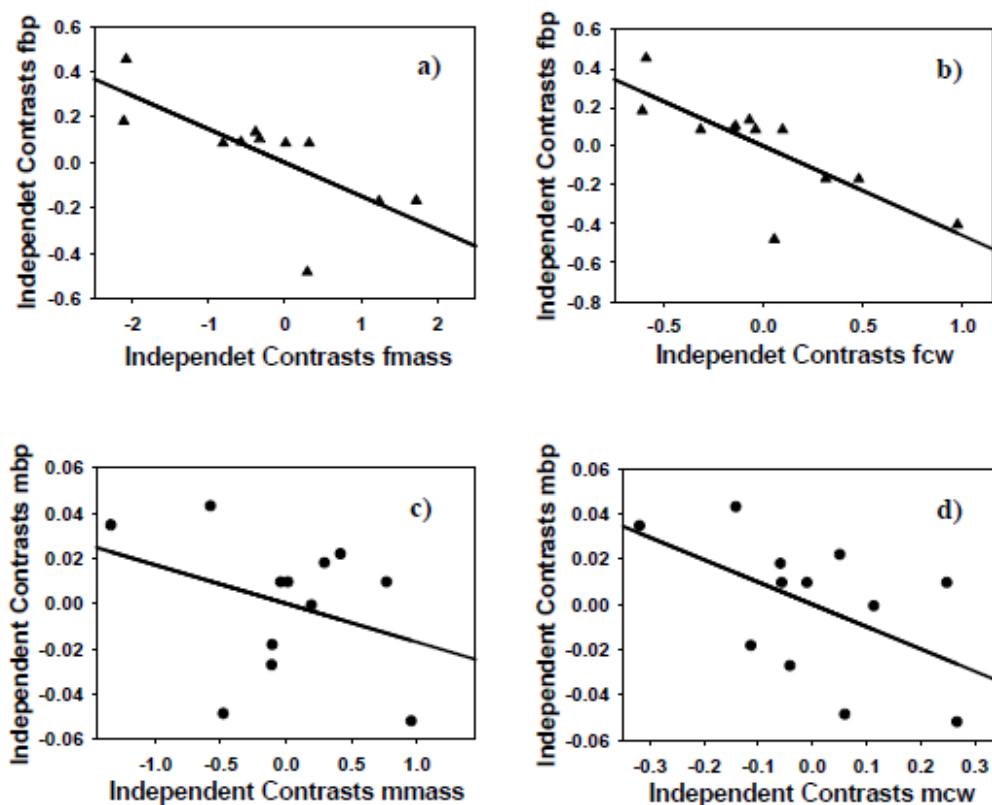 Independet Contrasts fbp
0.6
0.4
0.2
0.0
-0.2
-0.4
-0.6
a)
-2 -1 0 1 2
Independet Contrasts fmass
Independent Contrasts fbp
0.6
0.4
0.2
0.0
-0.2
-0.4
-0.6
-0.8
b)
-0.5 0.0 0.5 1.0
Independet Contrasts fcw
Independent Contrasts mbp
0.06
0.04
0.02
0.00
-0.02
-0.04
-0.06
c)
-1.0 -0.5 0.0 0.5 1.0
Independent Contrasts mmass
Independent Contrasts mbp
0.06
0.04
0.02
0.00
-0.02
-0.04
-0.06
d)
-0.3 -0.2 -0.1 0.0 0.1 0.2 0.3
Independent Contrasts mcw